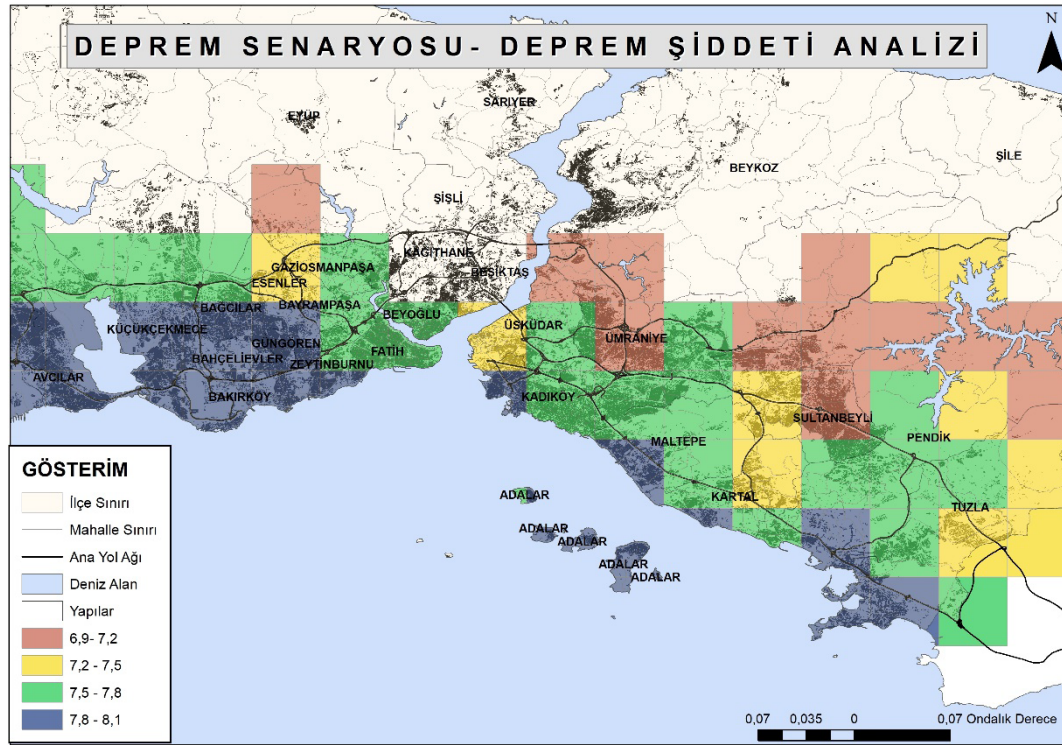 DEPREM SENARYOSU- DEPREM ŞİDDETİ ANALİZİ
N
SARIYER
EYÜP
BEYKOZ
ŞİLE
ŞİŞLİ
KAĞITHANE
BEŞİKTAŞ
GAZİOSMANPAŞA
ESENLER
BAĞCILAR
BAYRAMPAŞA
BEYOĞLU
KÜÇÜKÇEKMECE
ÜSKÜDAR
ÜMRANİYE
GÜNGÖREN
FATİH
BAHÇELİEVLER
ZEYTİNBURNU
AVCILAR
BAKIRKÖY
KADIKÖY
SULTANBEYLİ
PENDİK
MALTEPE
KARTAL
TUZLA
ADALAR
ADALAR
ADALAR
ADALAR
ADALAR
GÖSTERİM
İlçe Sınırı
Mahalle Sınırı
Ana Yol Ağı
Deniz Alan
Yapılar
6,9- 7,2
7,2 - 7,5
7,5 - 7,8
7,8 - 8,1
0,07 0,035 0 0,07 Ondalık Derece